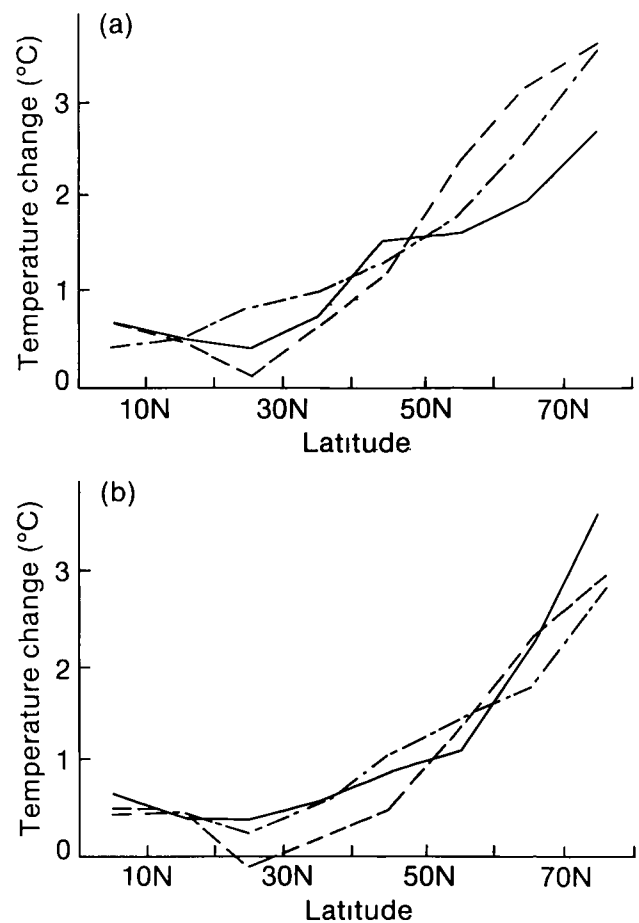 (a)
Temperature change (°C)
3
2
1
0
10N 30N 50N 70N
Latitude
(b)
Temperature change (°C)
3
2
1
0
10N 30N 50N 70N
Latitude